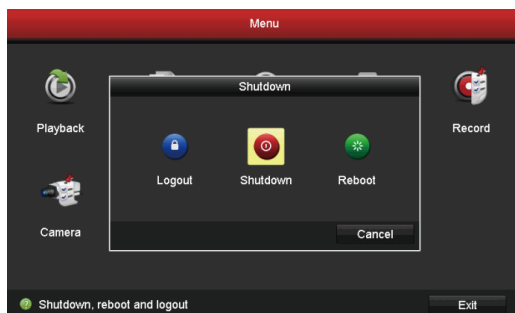 Menu
Shutdown
Playback
Record
Logout
Shutdown
Reboot
Camera
Cancel
Shutdown, reboot and logout
Exit